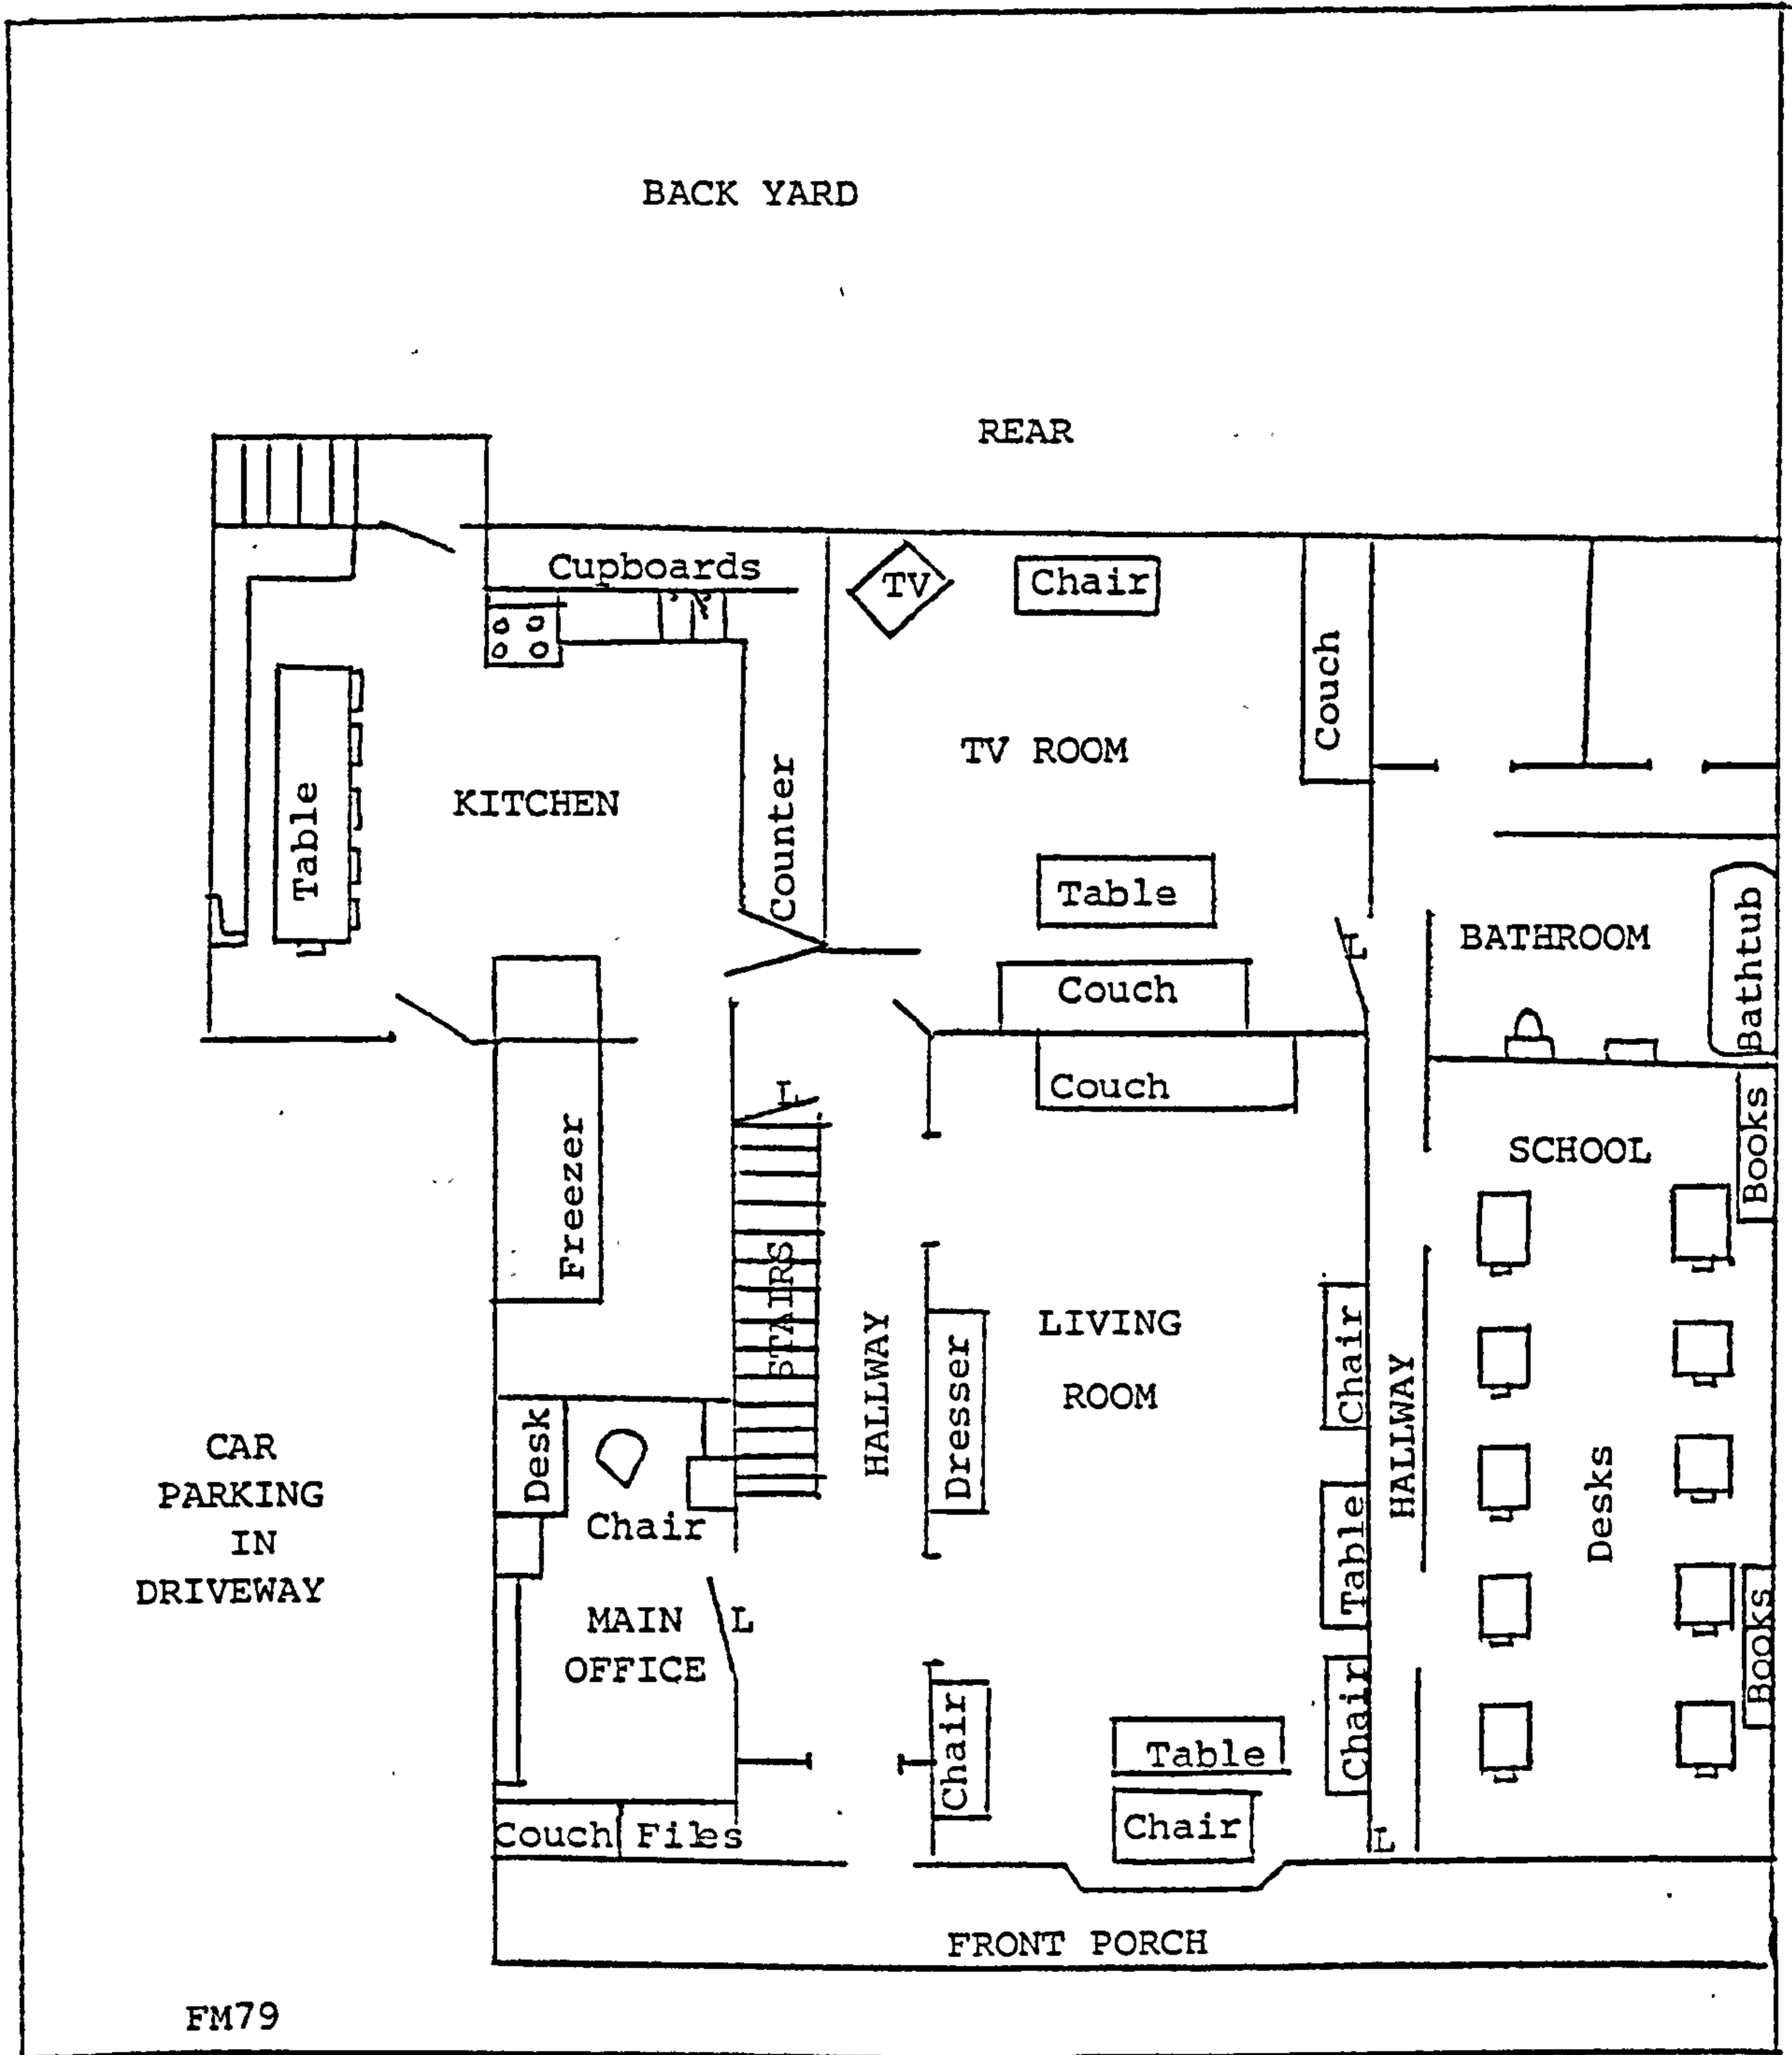 BACK YARD
REAR
Cupboards
TV
Chair
Couch
TV ROOM
KITCHEN
Table
Counter
Table
L
BATHROOM
Bathtub
Couch
Couch
L
Freezer
SCHOOL
Books
STAIRS
HALLWAY
Dresser
LIVING
ROOM
Chair
HALLWAY
Desk
Chair
CAR
PARKING
IN
DRIVEWAY
Table
Desks
MAIN
OFFICE
L
Books
Chair
Chair
Table
Chair
Couch
Files
L
FRONT PORCH
FM79